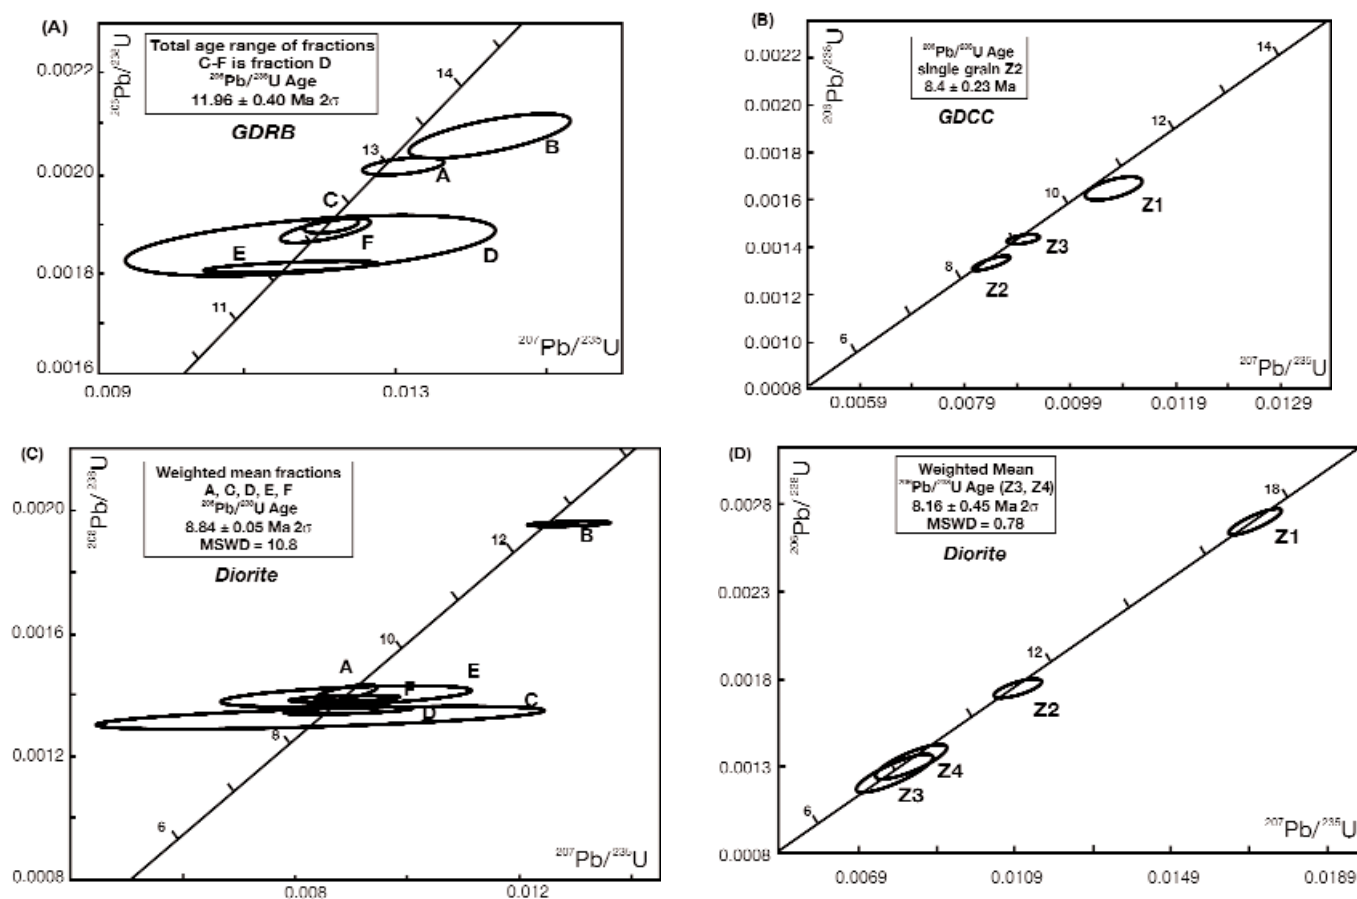 (A)
Total age range of fractions
C-F is fraction D
²⁰⁶Pb/²³⁸U Age
11.96 ± 0.40 Ma 2σ
GDRB
²⁰⁶Pb/²³⁸U
0.0022
0.0020
0.0018
0.0016
14
13
11
A
B
C
D
E
F
²⁰⁷Pb/²³⁵U
0.009
0.013
(B)
²⁰⁶Pb/²³⁸U Age
single grain Z2
8.4 ± 0.23 Ma
GDCC
²⁰⁶Pb/²³⁸U
0.0022
0.0020
0.0018
0.0016
0.0014
0.0012
0.0010
0.0008
14
12
10
8
6
Z1
Z3
Z2
²⁰⁷Pb/²³⁵U
0.0059
0.0079
0.0099
0.0119
0.0129
(C)
Weighted mean fractions
A, C, D, E, F
²⁰⁶Pb/²³⁸U Age
8.84 ± 0.05 Ma 2σ
MSWD = 10.8
Diorite
²⁰⁶Pb/²³⁸U
0.0020
0.0016
0.0012
0.0008
12
10
8
6
B
A
E
F
C
D
²⁰⁷Pb/²³⁵U
0.008
0.012
(D)
Weighted Mean
²⁰⁶Pb/²³⁸U Age (Z3, Z4)
8.16 ± 0.45 Ma 2σ
MSWD = 0.78
Diorite
²⁰⁶Pb/²³⁸U
0.0028
0.0023
0.0018
0.0013
0.0008
18
12
6
Z1
Z2
Z4
Z3
²⁰⁷Pb/²³⁵U
0.0069
0.0109
0.0149
0.0189